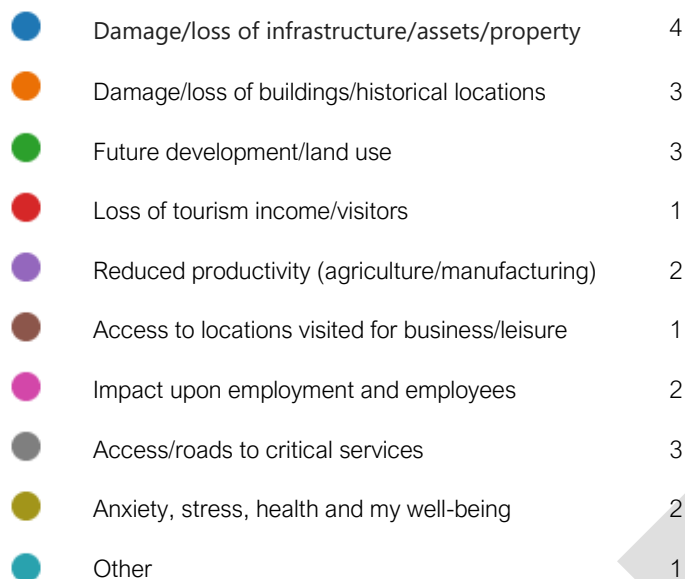 Damage/loss of infrastructure/assets/property 4
Damage/loss of buildings/historical locations 3
Future development/land use 3
Loss of tourism income/visitors 1
Reduced productivity (agriculture/manufacturing) 2
Access to locations visited for business/leisure 1
Impact upon employment and employees 2
Access/roads to critical services 3
Anxiety, stress, health and my well-being 2
Other 1